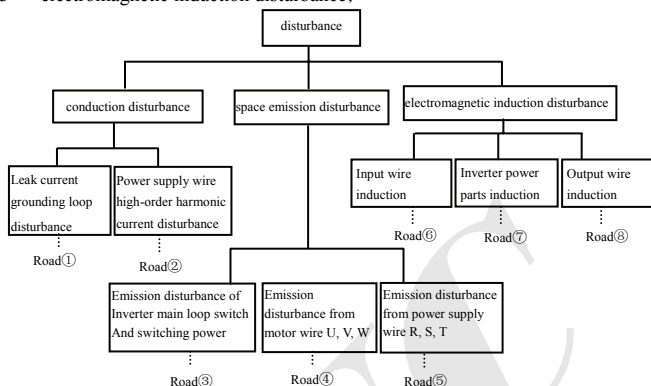 electromagnetic induction disturbance;
disturbance
conduction disturbance
space emission disturbance
electromagnetic induction disturbance
Leak current
grounding loop
disturbance
Power supply wire
high-order harmonic
current disturbance
Input wire
induction
Inverter power
parts induction
Output wire
induction
Road①
Road②
Road⑥
Road⑦
Road⑧
Emission disturbance of
Inverter main loop switch
And switching power
Emission
disturbance from
motor wire U, V, W
Emission disturbance
from power supply
wire R, S, T
Road③
Road④
Road⑤